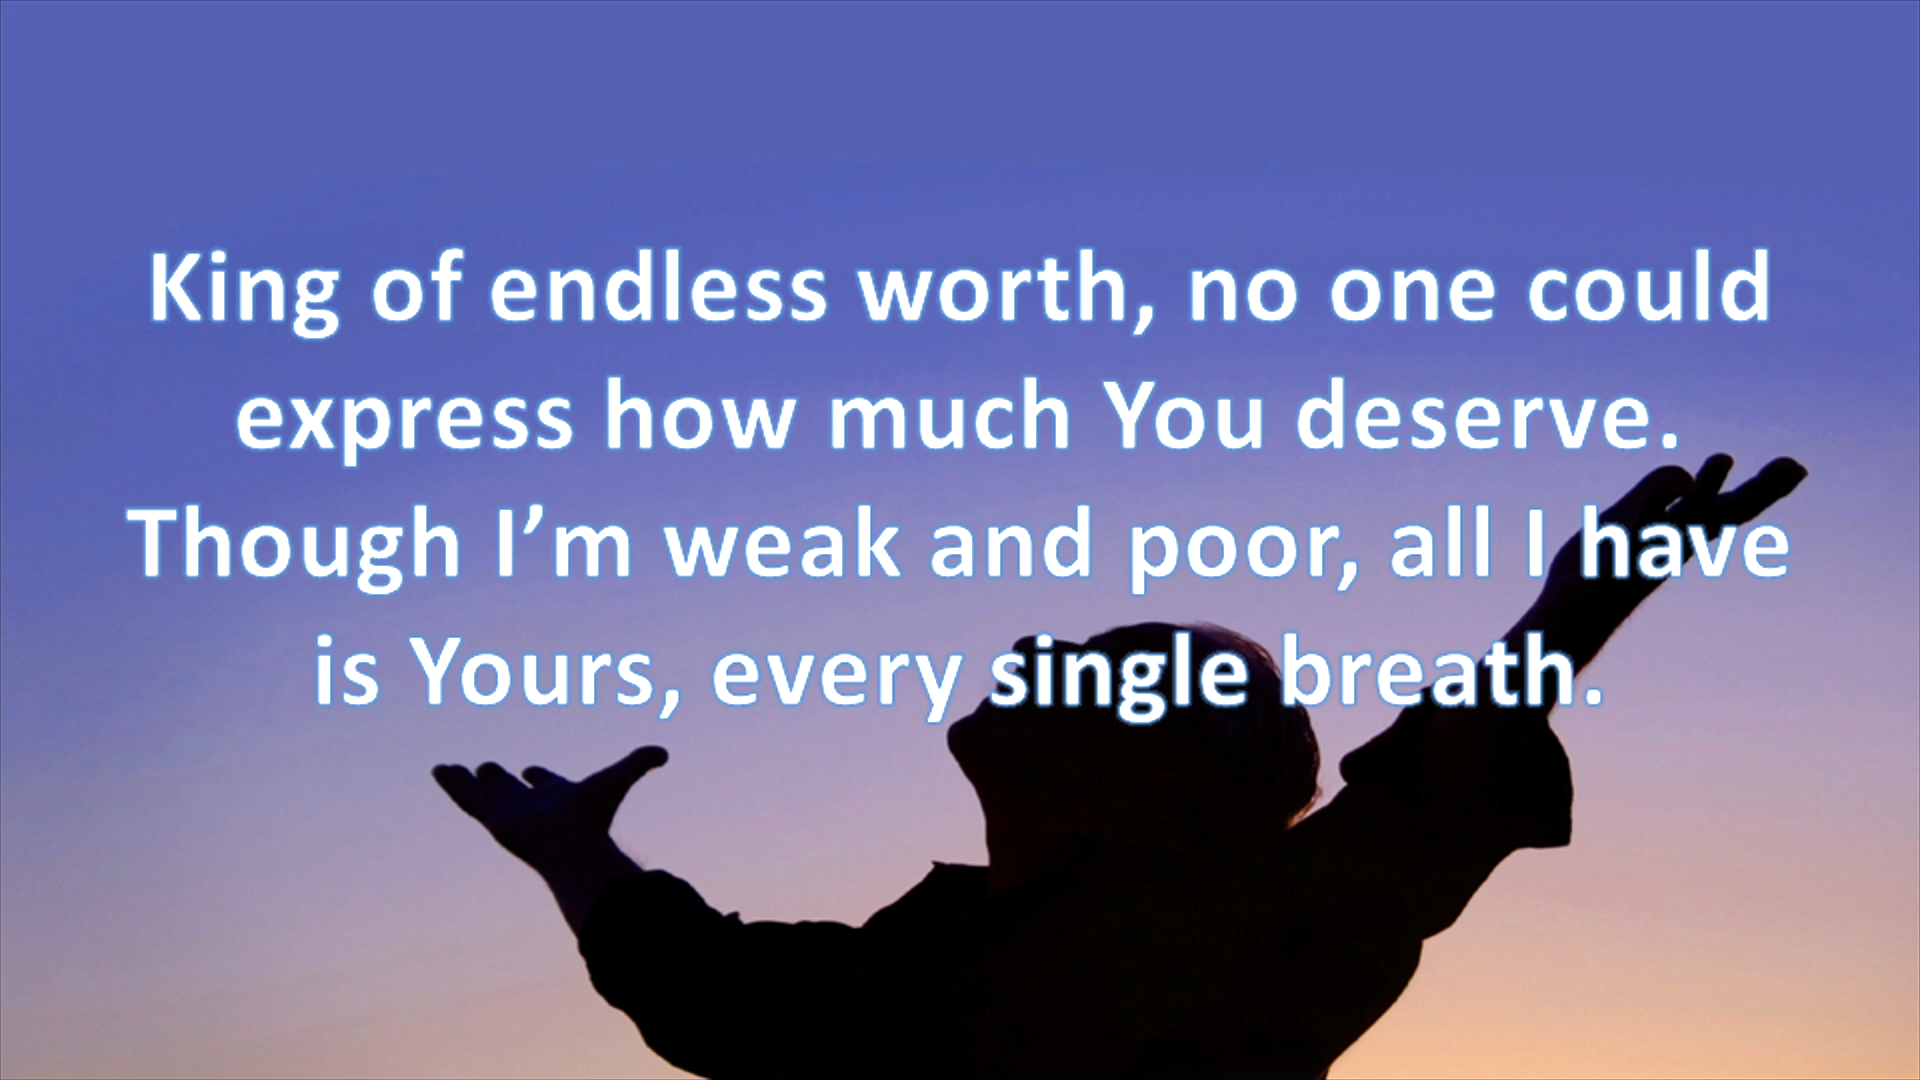 King of endless worth, no one could
express how much You deserve.
Though I’m weak and poor, all I have
is Yours, every single breath.